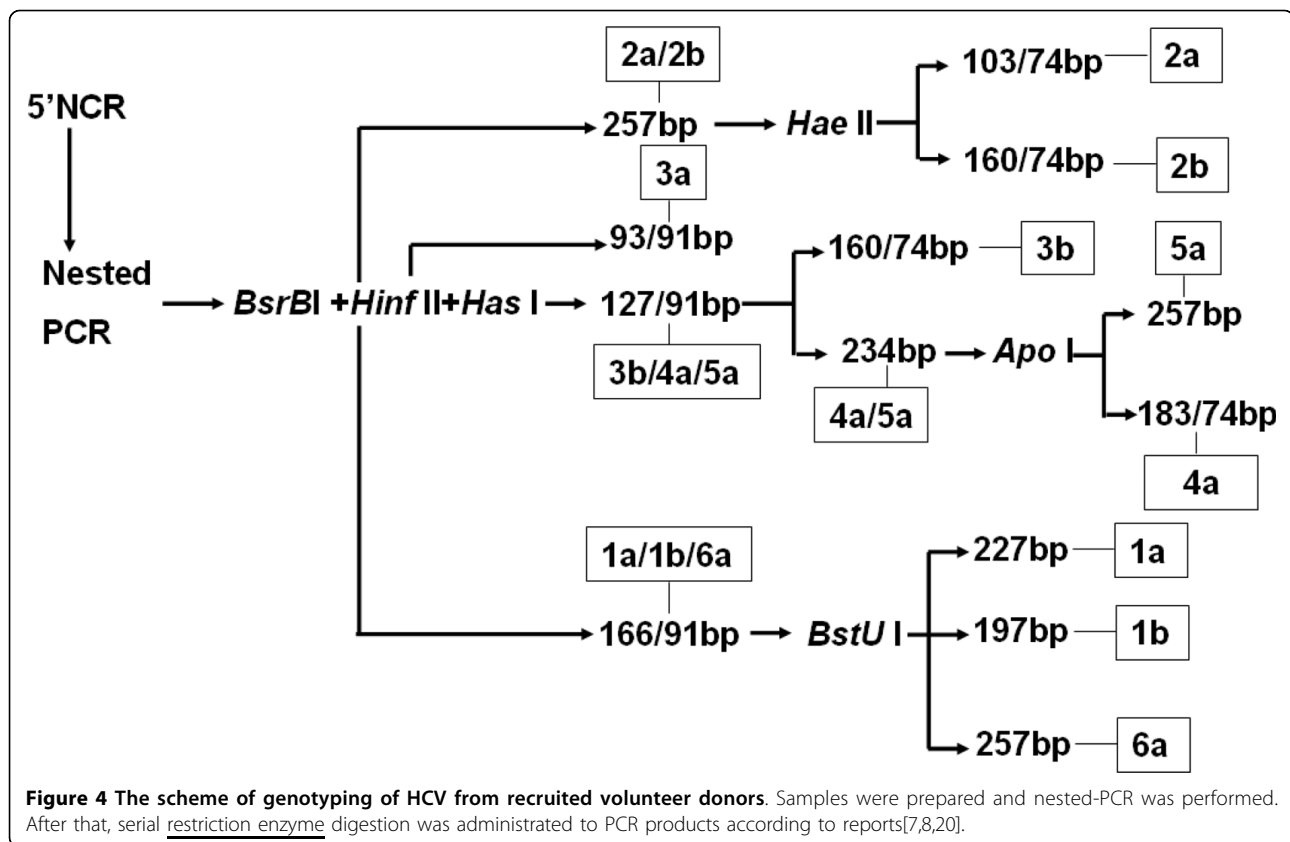 2a/2b
103/74bp
2a
5'NCR
257bp
Hae II
160/74bp
2b
3a
93/91bp
160/74bp
3b
5a
Nested
PCR
BsrBI +Hinf II+Has I
127/91bp
257bp
3b/4a/5a
234bp
Apo I
4a/5a
183/74bp
4a
1a/1b/6a
227bp
1a
166/91bp
BstU I
197bp
1b
257bp
6a
Figure 4 The scheme of genotyping of HCV from recruited volunteer donors. Samples were prepared and nested-PCR was performed.
After that, serial restriction enzyme digestion was administrated to PCR products according to reports[7,8,20].